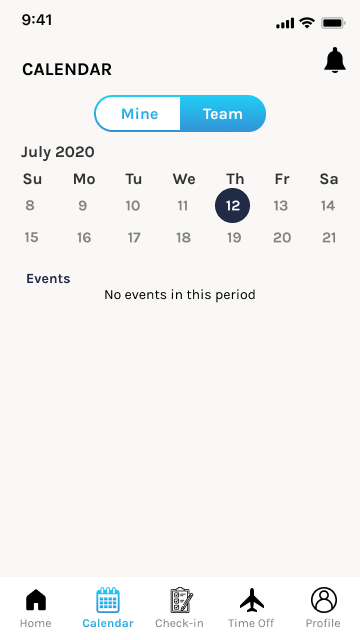 9:41
CALENDAR
Mine Team
July 2020
Su Mo Tu We Th Fr Sa
8 9 10 11 12 13 14
15 16 17 18 19 20 21
Events
No events in this period
Home Calendar Check-in Time Off Profile